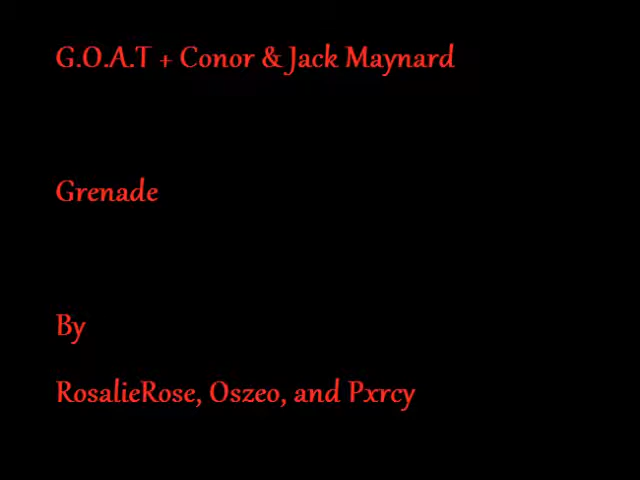 G.O.A.T + Conor & Jack Maynard
Grenade
By
RosalieRose, Oszeo, and Pxrcy